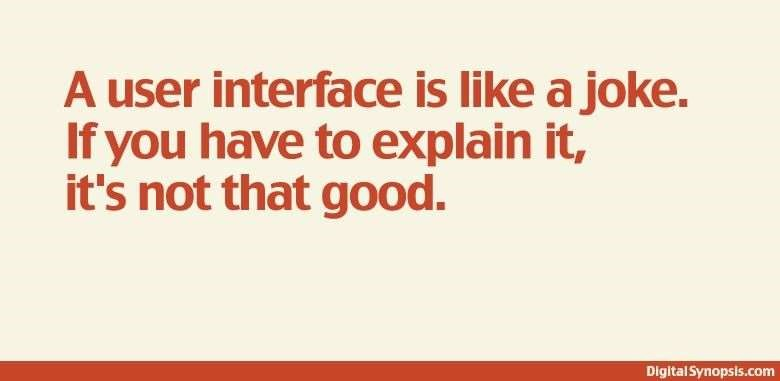 A user interface is like a joke.
If you have to explain it,
it's not that good.
DigitalSynopsis.com